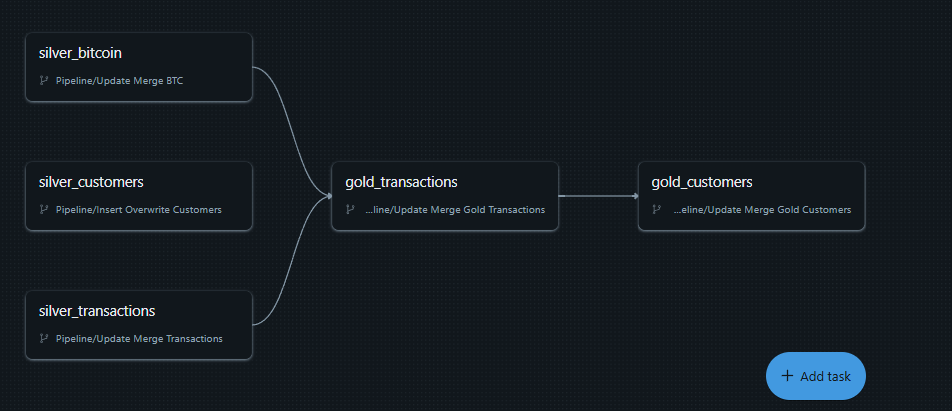 silver_bitcoin
Pipeline/Update Merge BTC
silver_customers
Pipeline/Insert Overwrite Customers
gold_transactions
...line/Update Merge Gold Transactions
gold_customers
...eline/Update Merge Gold Customers
silver_transactions
Pipeline/Update Merge Transactions
+ Add task